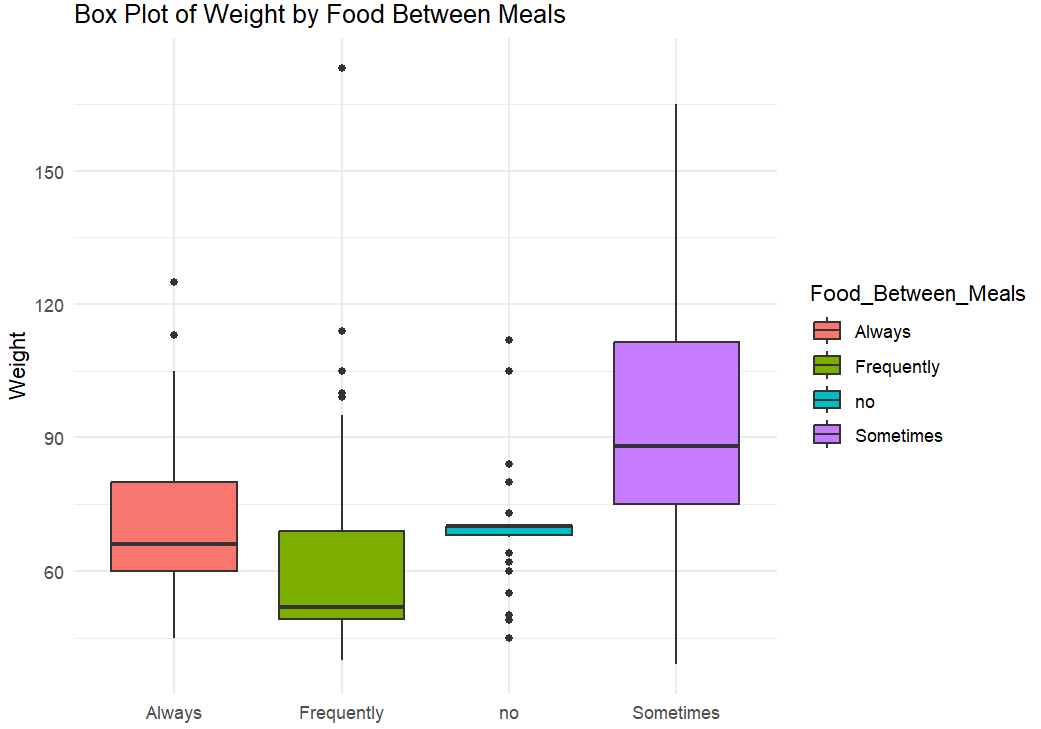 Box Plot of Weight by Food Between Meals
Weight
150
120
90
60
Always
Frequently
no
Sometimes
Food_Between_Meals
Always
Frequently
no
Sometimes